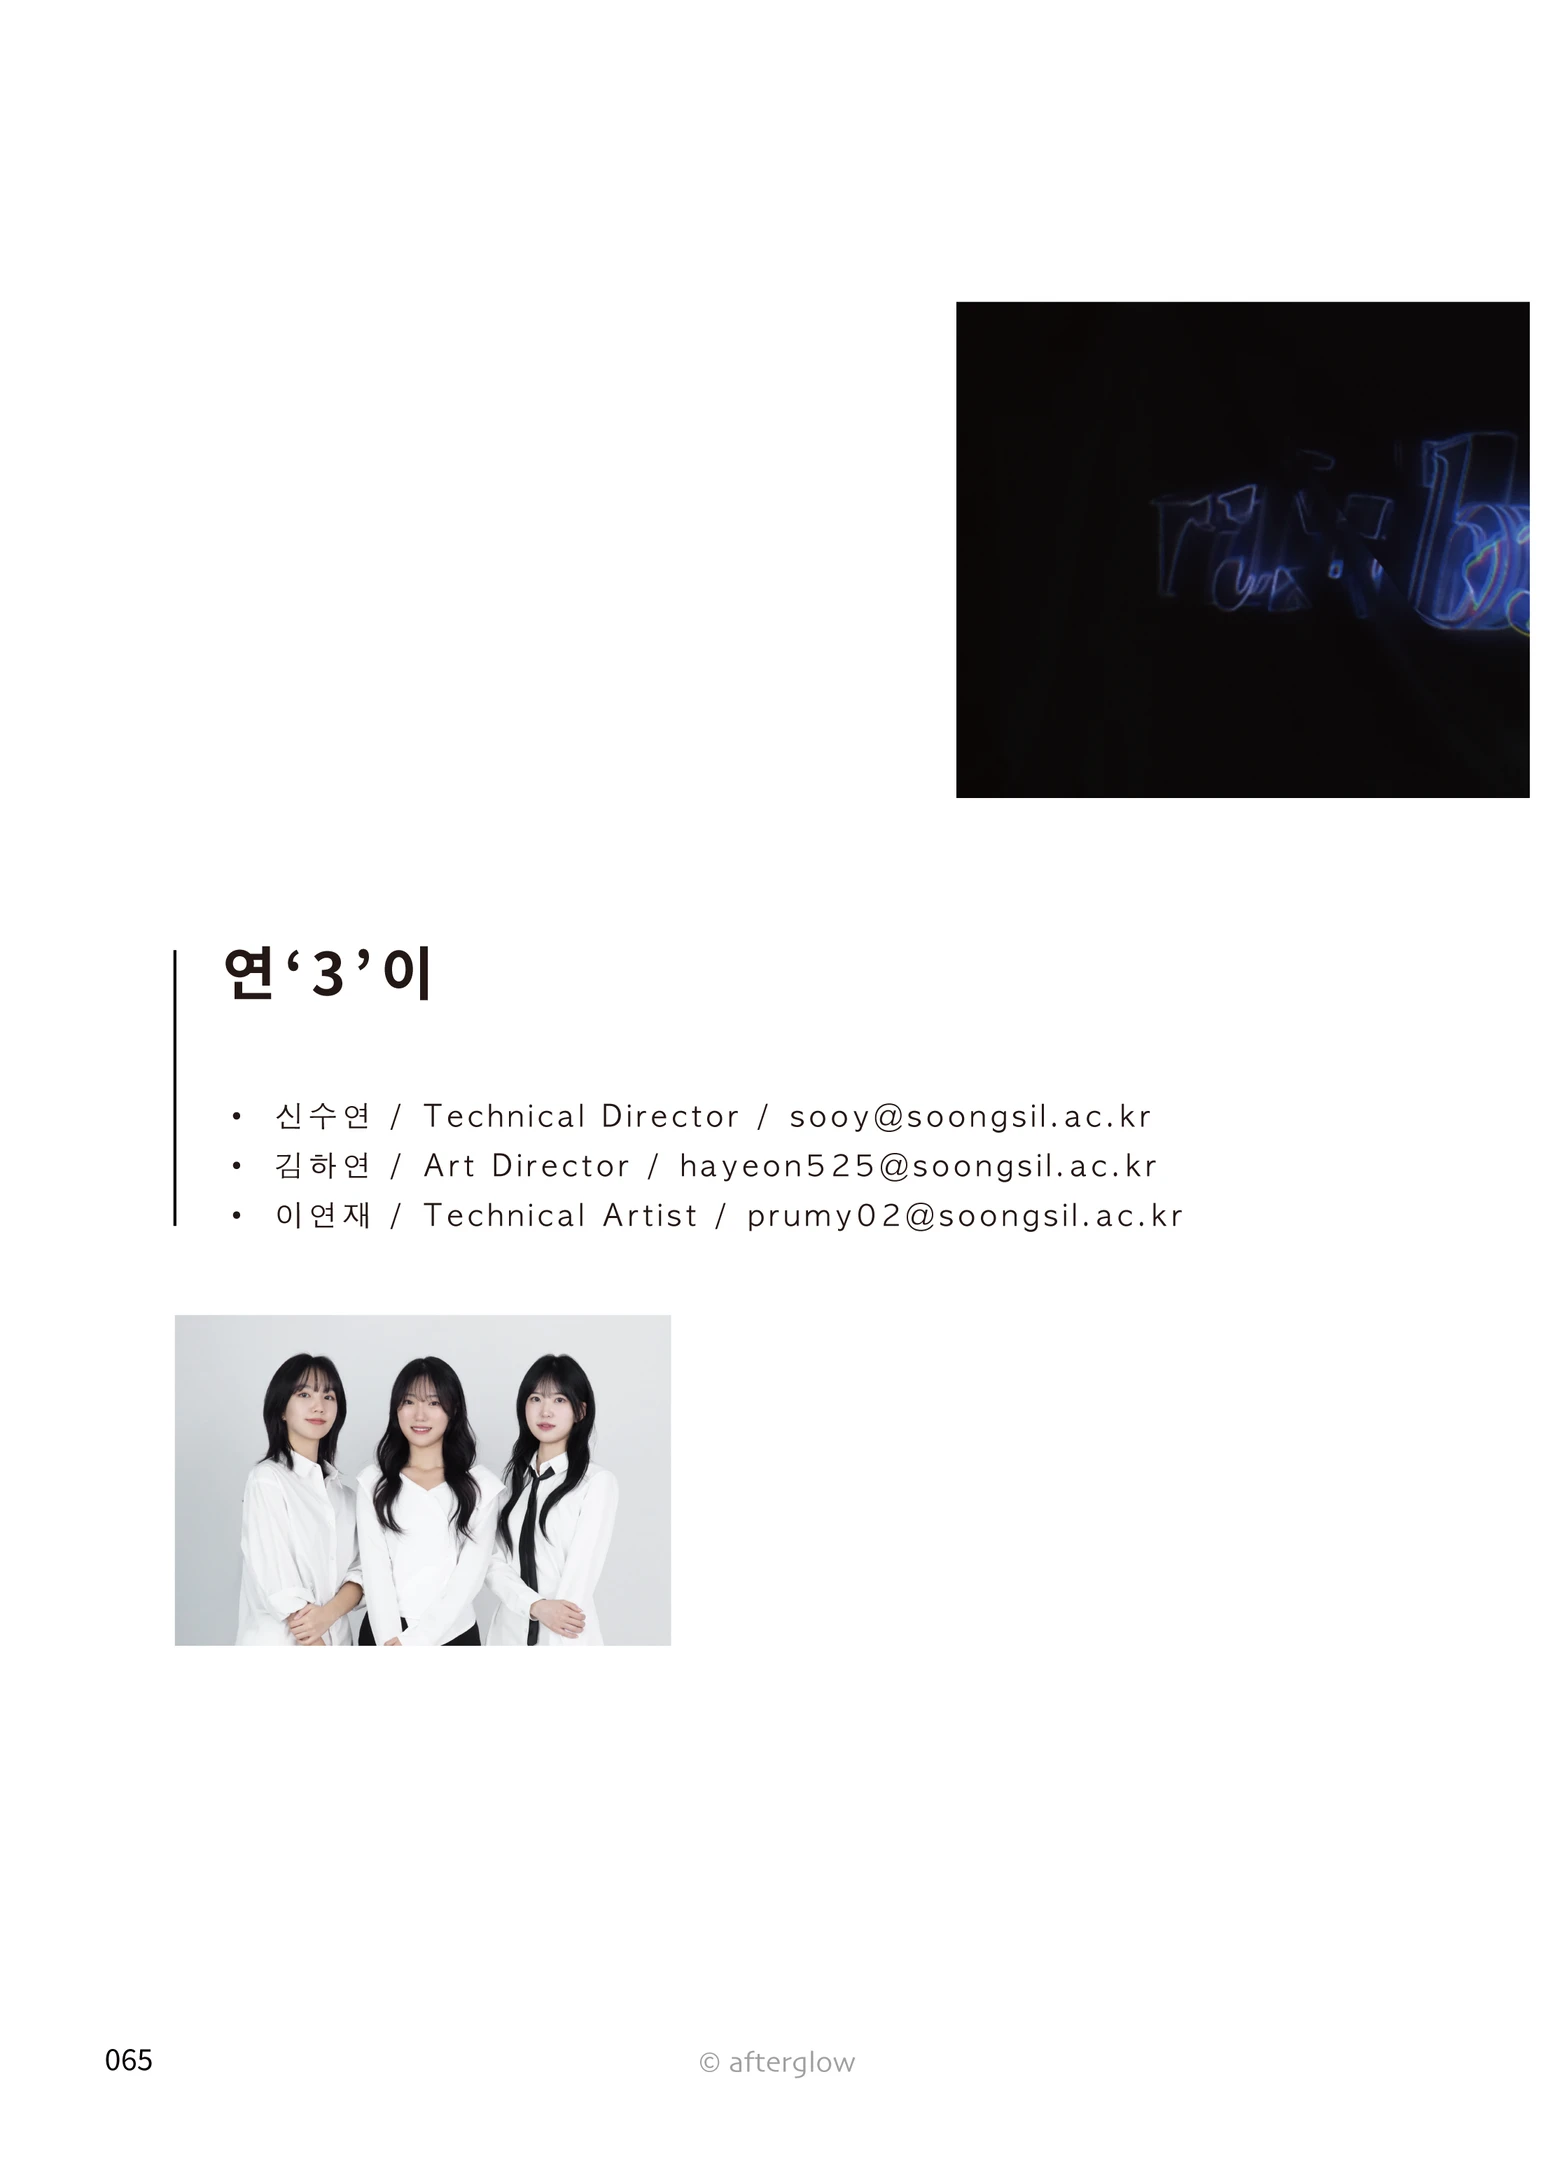 연‘3’이
• 신수연 / Technical Director / sooy@soongsil.ac.kr
• 김하연 / Art Director / hayeon525@soongsil.ac.kr
• 이연재 / Technical Artist / prumy02@soongsil.ac.kr
065
© afterglow